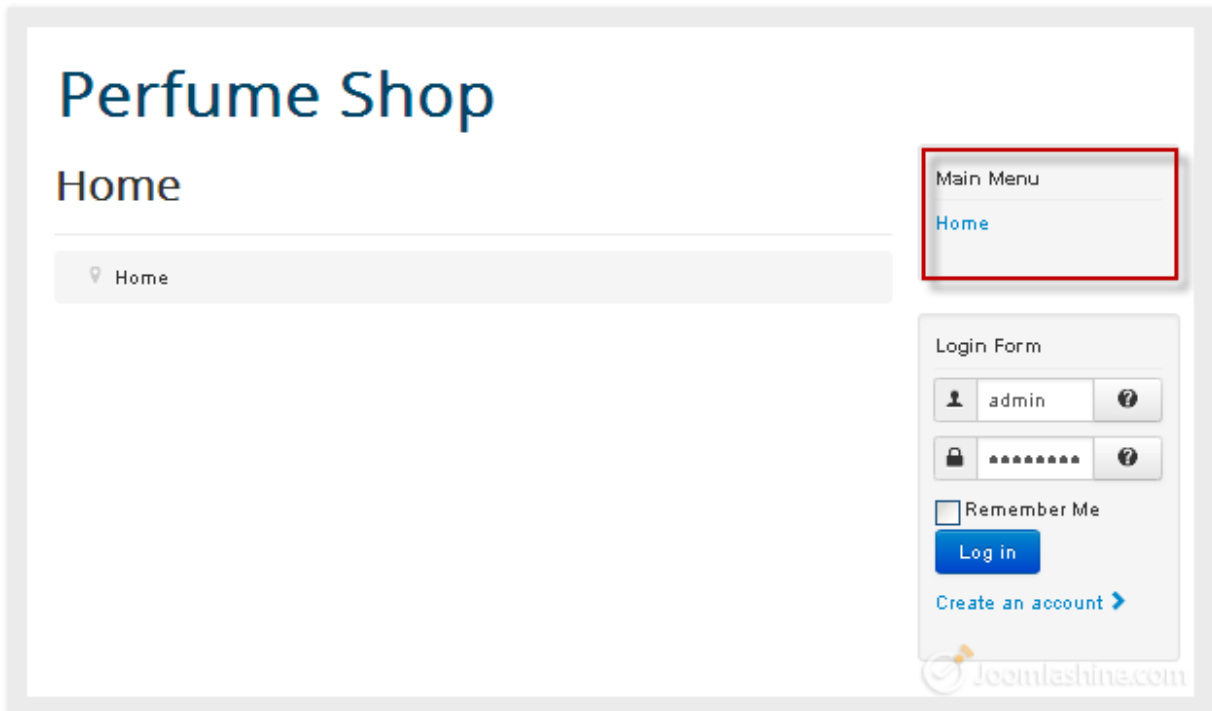 Perfume Shop
Home
Home
Main Menu
Home
Login Form
admin
Remember Me
Log in
Create an account
Joomlashine.com